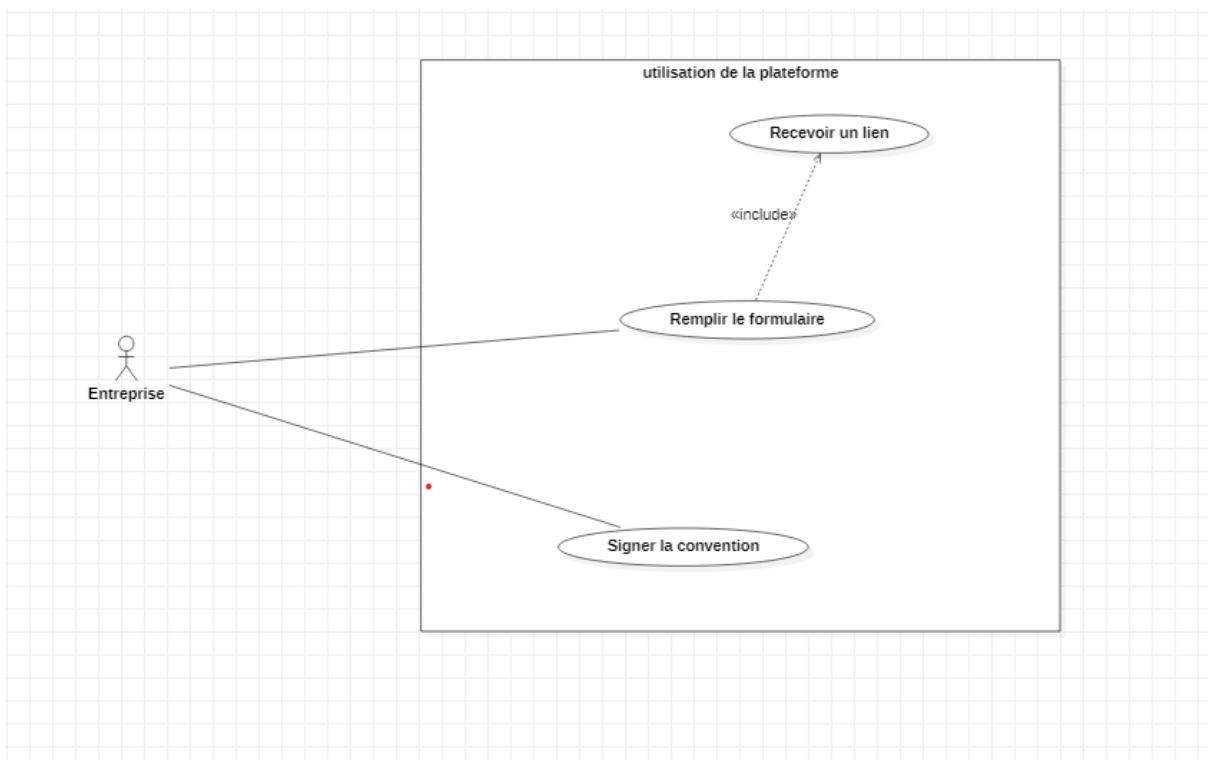 utilisation de la plateforme
Recevoir un lien
«include»
Remplir le formulaire
Entreprise
Signer la convention